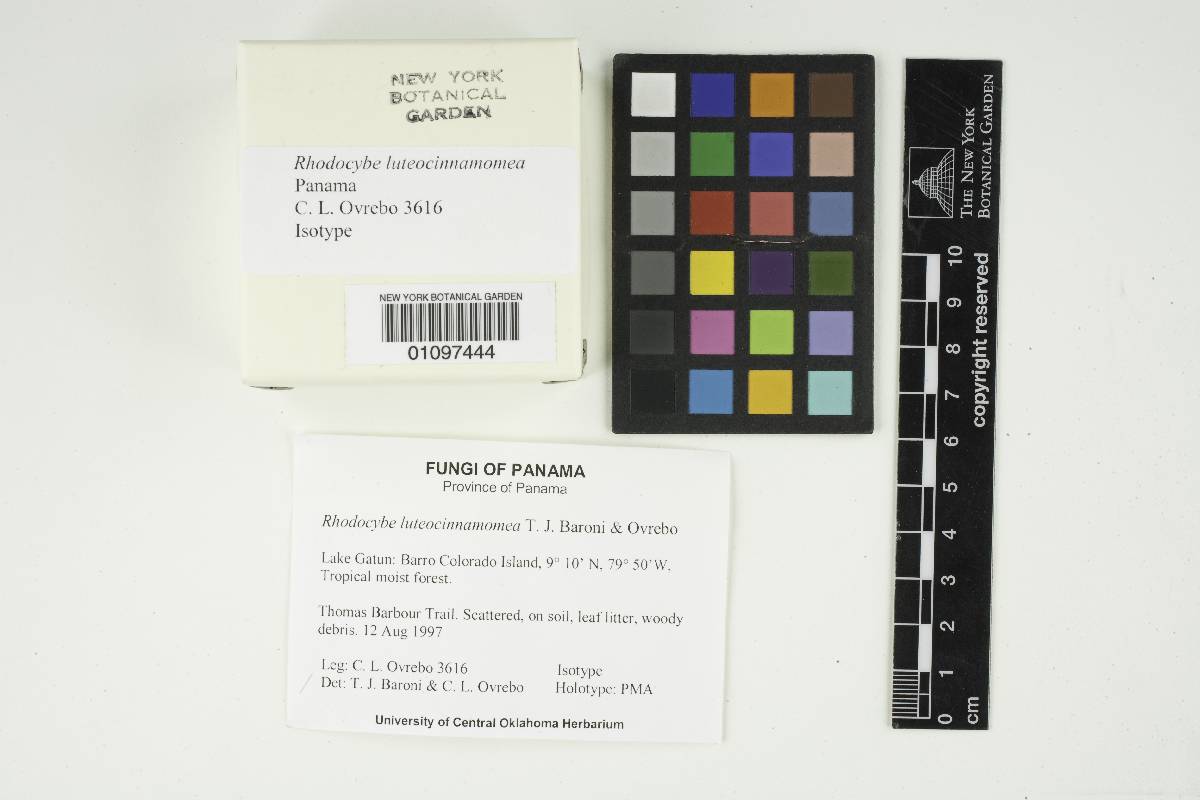 NEW YORK
BOTANICAL
GARDEN
Rhodocybe luteocinnamomea
Panama
C. L. Ovrebo 3616
Isotype
NEW YORK BOTANICAL GARDEN
01097444
FUNGI OF PANAMA
Province of Panama
Rhodocybe luteocinnamomea T. J. Baroni & Ovrebo
Lake Gatun: Barro Colorado Island, 9° 10' N, 79° 50'W,
Tropical moist forest.
Thomas Barbour Trail. Scattered, on soil, leaf litter, woody
debris. 12 Aug 1997
Leg: C. L. Ovrebo 3616 Isotype
Det: T. J. Baroni & C. L. Ovrebo Holotype: PMA
University of Central Oklahoma Herbarium
THE NEW YORK
BOTANICAL GARDEN
copyright reserved
0 1 2 3 4 5 6 7 8 9 10
cm